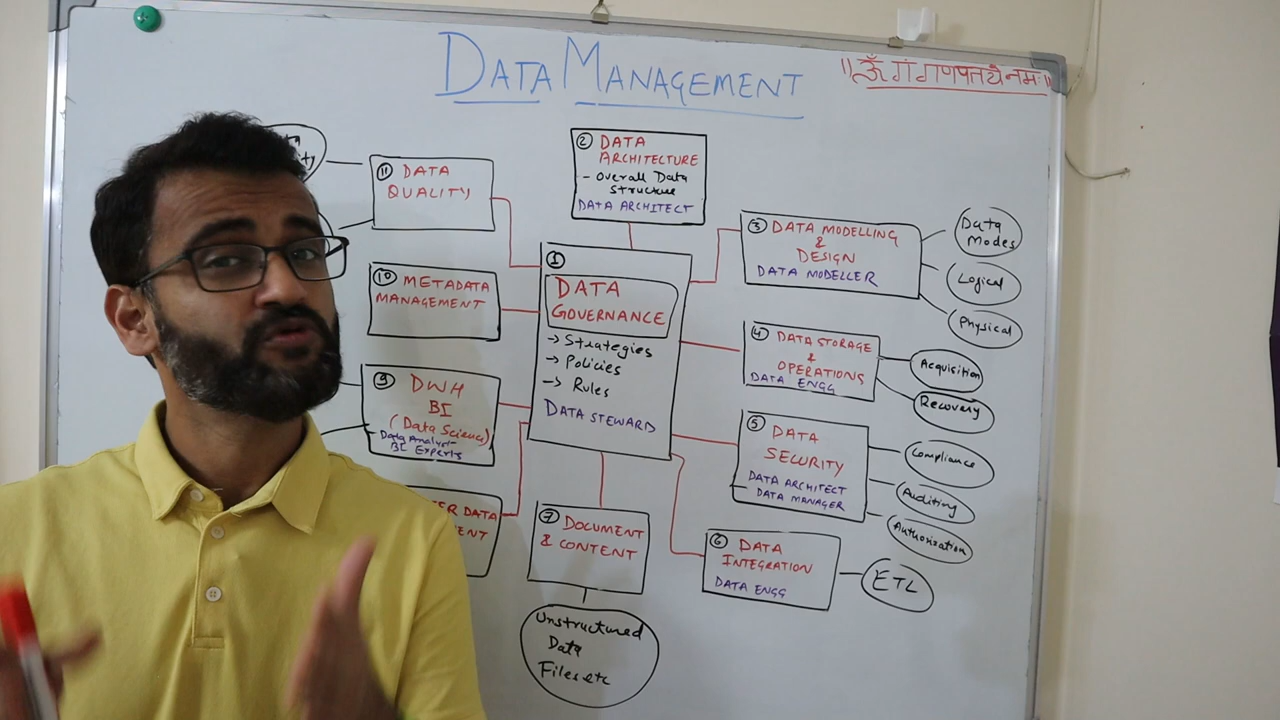 DATA MANAGEMENT
॥ ॐ गं गणपतये नमः ॥
② DATA
ARCHITECTURE
- Overall Data
Structure
DATA ARCHITECT
⑪ DATA
QUALITY
③ DATA MODELLING
&
DESIGN
DATA MODELLER
Data
Modes
Logical
Physical
①
DATA
GOVERNANCE
→ Strategies
→ Policies
→ Rules
DATA STEWARD
⑩ METADATA
MANAGEMENT
④ DATA STORAGE
&
OPERATIONS
DATA ENGG
Acquisition
Recovery
⑨ DWH
BI
(Data Science)
Data Analyst
BI Experts
⑤ DATA
SECURITY
DATA ARCHITECT
DATA MANAGER
Compliance
Auditing
Authorisation
DATA
⑦ DOCUMENT
& CONTENT
Unstructured
Data
Files etc
⑥ DATA
INTEGRATION
DATA ENGG
ETL